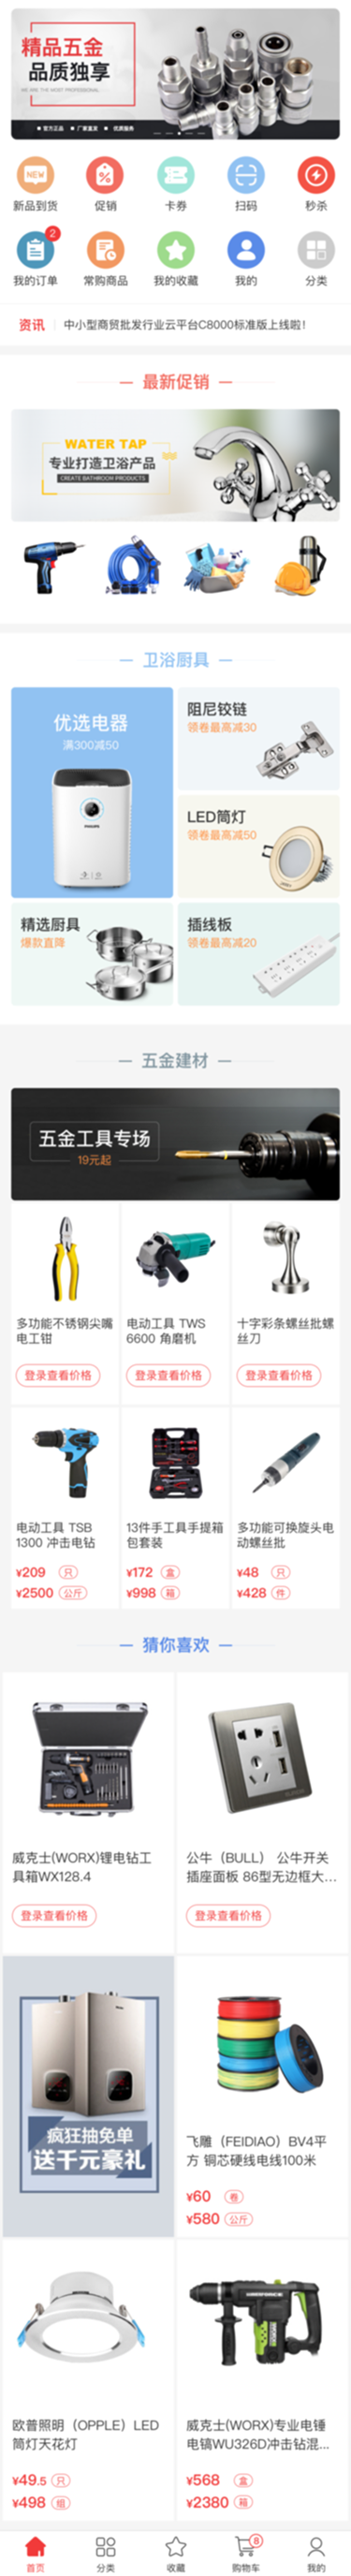 精品五金
品质独享
WE ARE THE MOST PROFESSIONAL
官方正品 厂家直发 优质服务
NEW
新品到货 促销 卡券 扫码 秒杀
2
我的订单 常购商品 我的收藏 我的 分类
资讯 中小型商贸批发行业云平台C8000标准版上线啦!
最新促销
WATER TAP
专业打造卫浴产品
CREATE BATHROOM PRODUCTS
卫浴厨具
优选电器
满300减50
PHILIPS
阻尼铰链
领卷最高减30
LED筒灯
领卷最高减50
精选厨具
爆款直降
插线板
领卷最高减20
五金建材
五金工具专场
19元起
多功能不锈钢尖嘴
电工钳
登录查看价格
电动工具 TWS
6600 角磨机
登录查看价格
十字彩条螺丝批螺
丝刀
登录查看价格
电动工具 TSB
1300 冲击电钻
¥209 只
¥2500 公斤
13件手工具手提箱
包套装
¥172 盒
¥998 箱
多功能可换旋头电
动螺丝批
¥48 只
¥428 件
猜你喜欢
威克士(WORX)锂电钻工
具箱WX128.4
登录查看价格
公牛（BULL） 公牛开关
插座面板 86型无边框大...
登录查看价格
疯狂抽免单
送千元豪礼
飞雕（FEIDIAO）BV4平
方 铜芯硬线电线100米
¥60 卷
¥580 公斤
欧普照明（OPPLE）LED
筒灯天花灯
¥49.5 只
¥498 组
威克士(WORX)专业电锤
电镐WU326D冲击钻混...
¥568 盒
¥2380 箱
8
首页 分类 收藏 购物车 我的